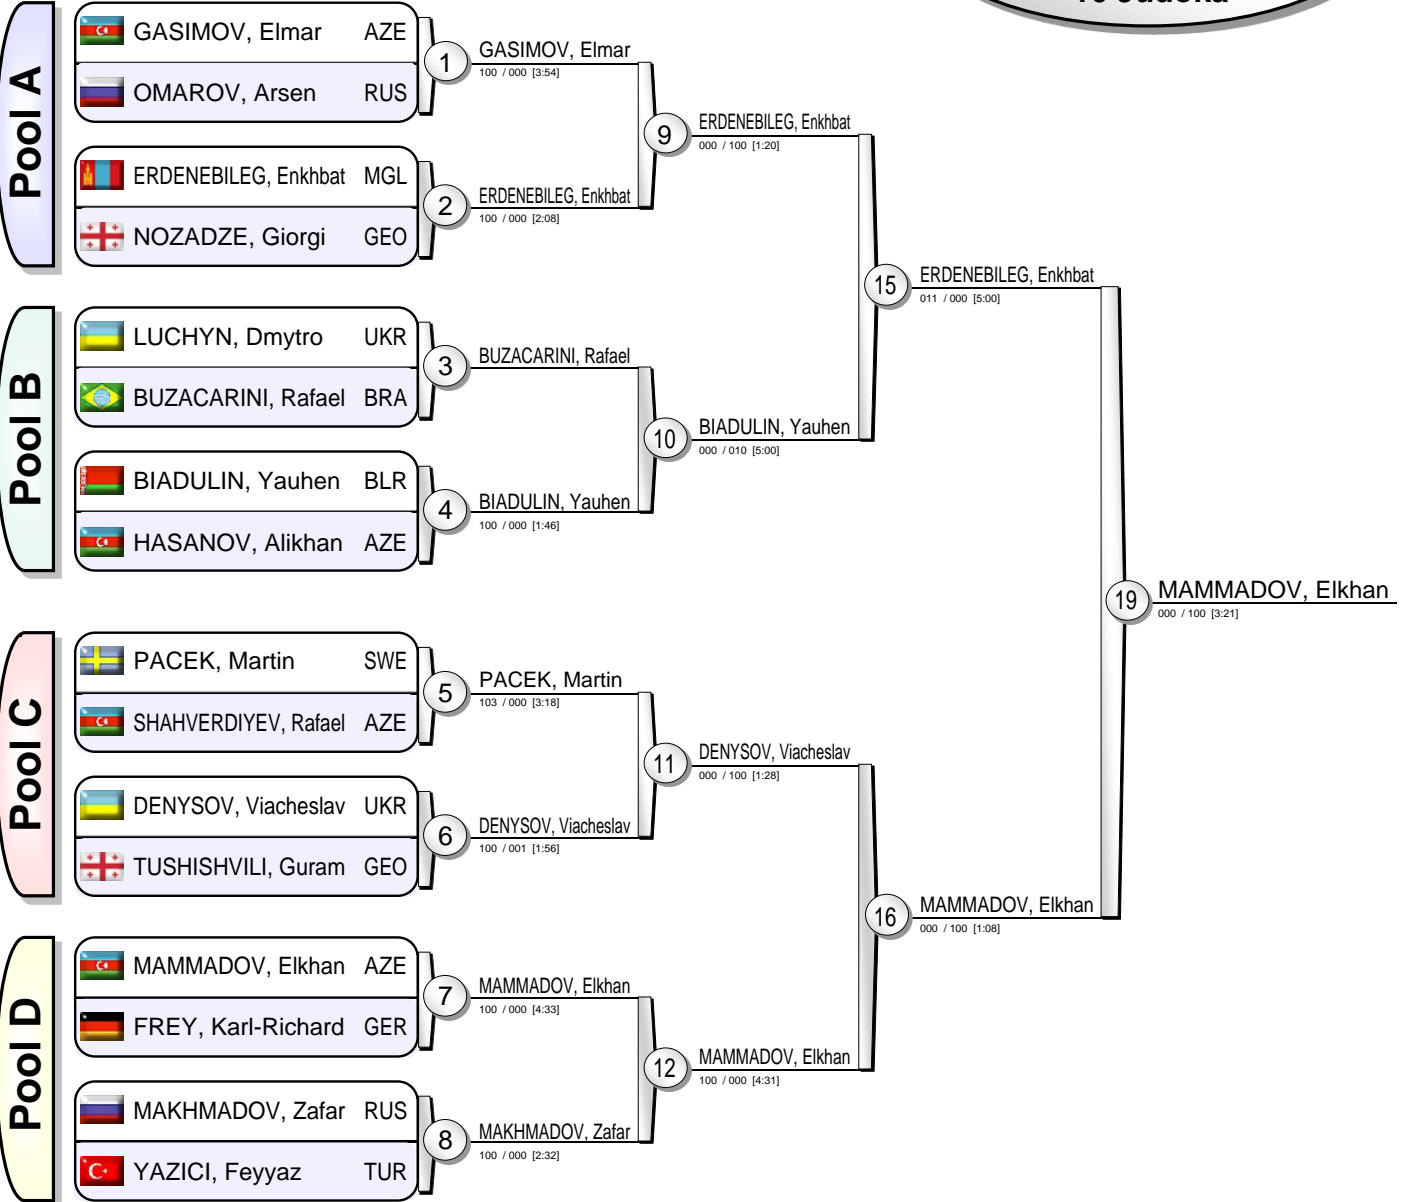 Pool A
GASIMOV, Elmar AZE
OMAROV, Arsen RUS
ERDENEBILEG, Enkhbat MGL
NOZADZE, Giorgi GEO
Pool B
LUCHYN, Dmytro UKR
BUZACARINI, Rafael BRA
BIADULIN, Yauhen BLR
HASANOV, Alikhan AZE
Pool C
PACEK, Martin SWE
SHAHVERDIYEV, Rafael AZE
DENYSOV, Viacheslav UKR
TUSHISHVILI, Guram GEO
Pool D
MAMMADOV, Elkhan AZE
FREY, Karl-Richard GER
MAKHMADOV, Zafar RUS
YAZICI, Feyyaz TUR
1 GASIMOV, Elmar
100 / 000 [3:54]
2 ERDENEBILEG, Enkhbat
100 / 000 [2:08]
3 BUZACARINI, Rafael
4 BIADULIN, Yauhen
100 / 000 [1:46]
5 PACEK, Martin
103 / 000 [3:18]
6 DENYSOV, Viacheslav
100 / 001 [1:56]
7 MAMMADOV, Elkhan
100 / 000 [4:33]
8 MAKHMADOV, Zafar
100 / 000 [2:32]
9 ERDENEBILEG, Enkhbat
000 / 100 [1:20]
10 BIADULIN, Yauhen
000 / 010 [5:00]
11 DENYSOV, Viacheslav
000 / 100 [1:28]
12 MAMMADOV, Elkhan
100 / 000 [4:31]
15 ERDENEBILEG, Enkhbat
011 / 000 [5:00]
16 MAMMADOV, Elkhan
000 / 100 [1:08]
19 MAMMADOV, Elkhan
000 / 100 [3:21]